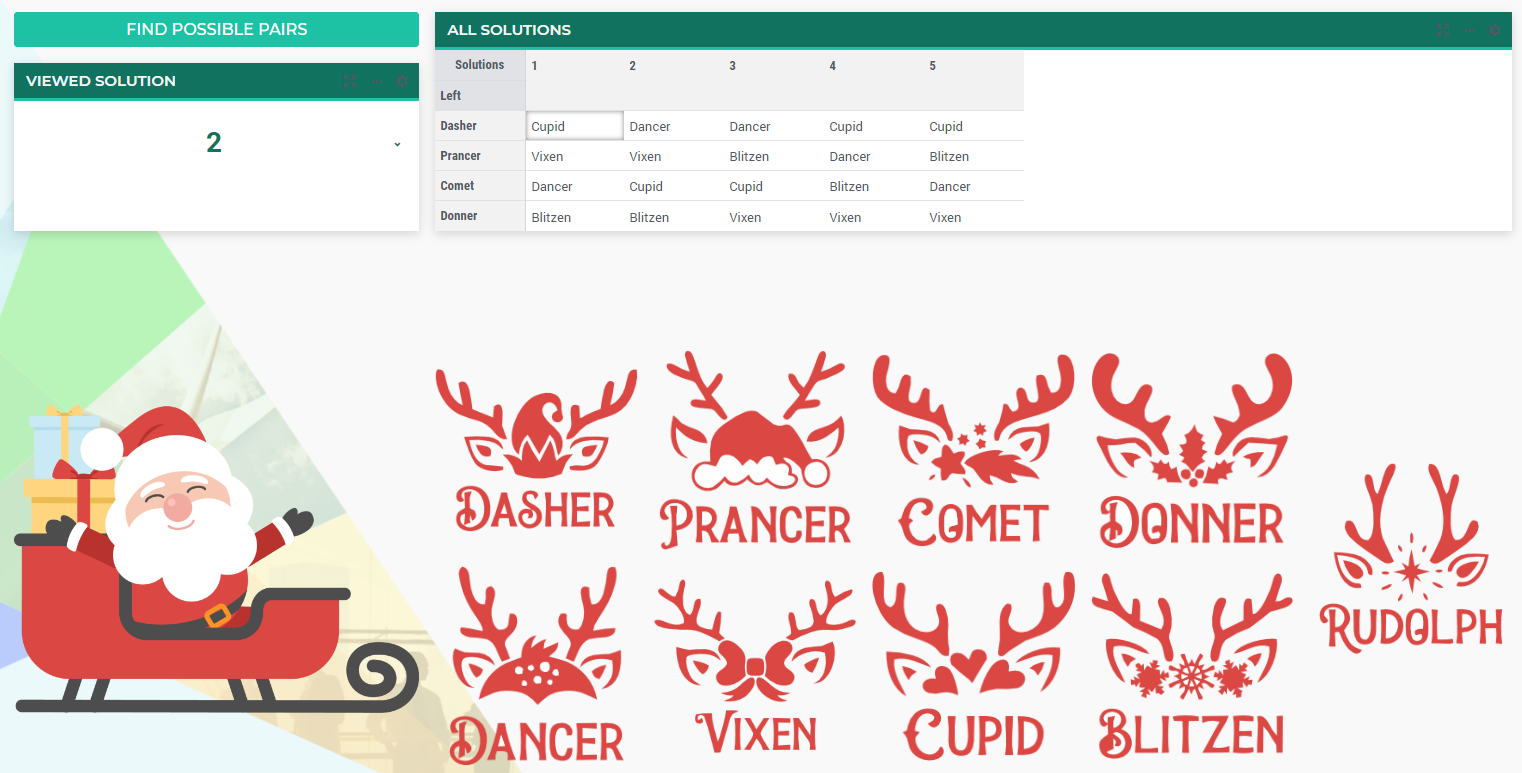 FIND POSSIBLE PAIRS
VIEWED SOLUTION
2
ALL SOLUTIONS
Solutions 1 2 3 4 5
Left
Dasher Cupid Dancer Dancer Cupid Cupid
Prancer Vixen Vixen Blitzen Dancer Blitzen
Comet Dancer Cupid Cupid Blitzen Dancer
Donner Blitzen Blitzen Vixen Vixen Vixen
DASHER PRANCER COMET DONNER
RUDOLPH
DANCER VIXEN CUPID BLITZEN